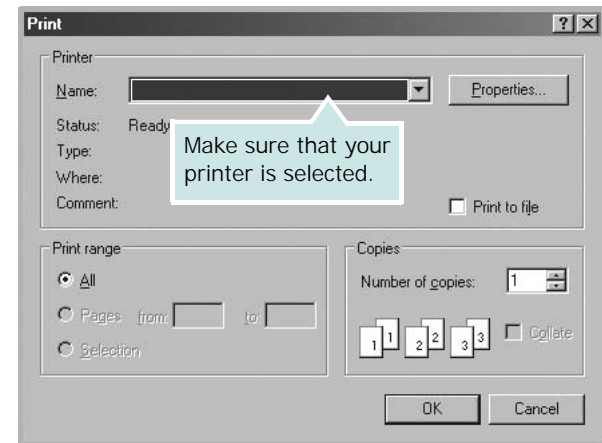 Print
Printer
Name:
Properties...
Status: Ready
Type:
Where:
Comment:
Make sure that your
printer is selected.
Print to file
Print range
All
Pages from: to:
Selection
Copies
Number of copies: 1
1 1 2 2 3 3 Collate
OK Cancel